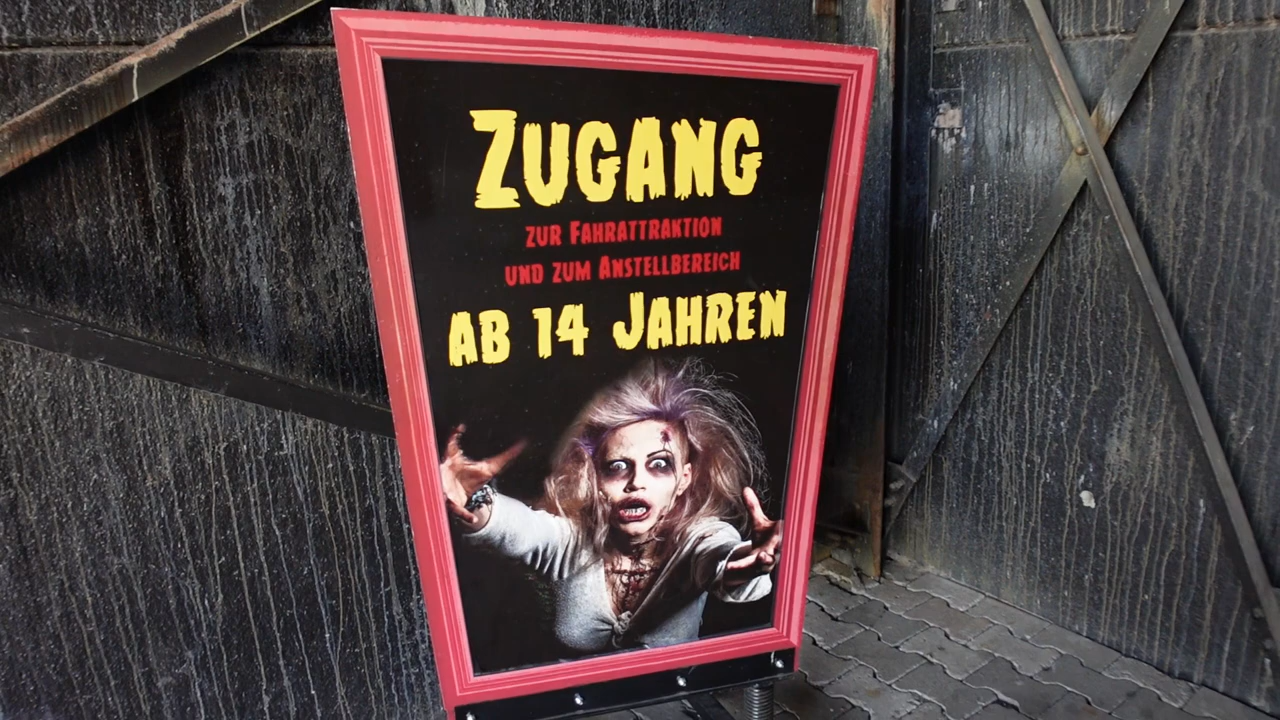 ZUGANG
ZUR FAHRATTRAKTION
UND ZUM ANSTELLBEREICH
AB 14 JAHREN